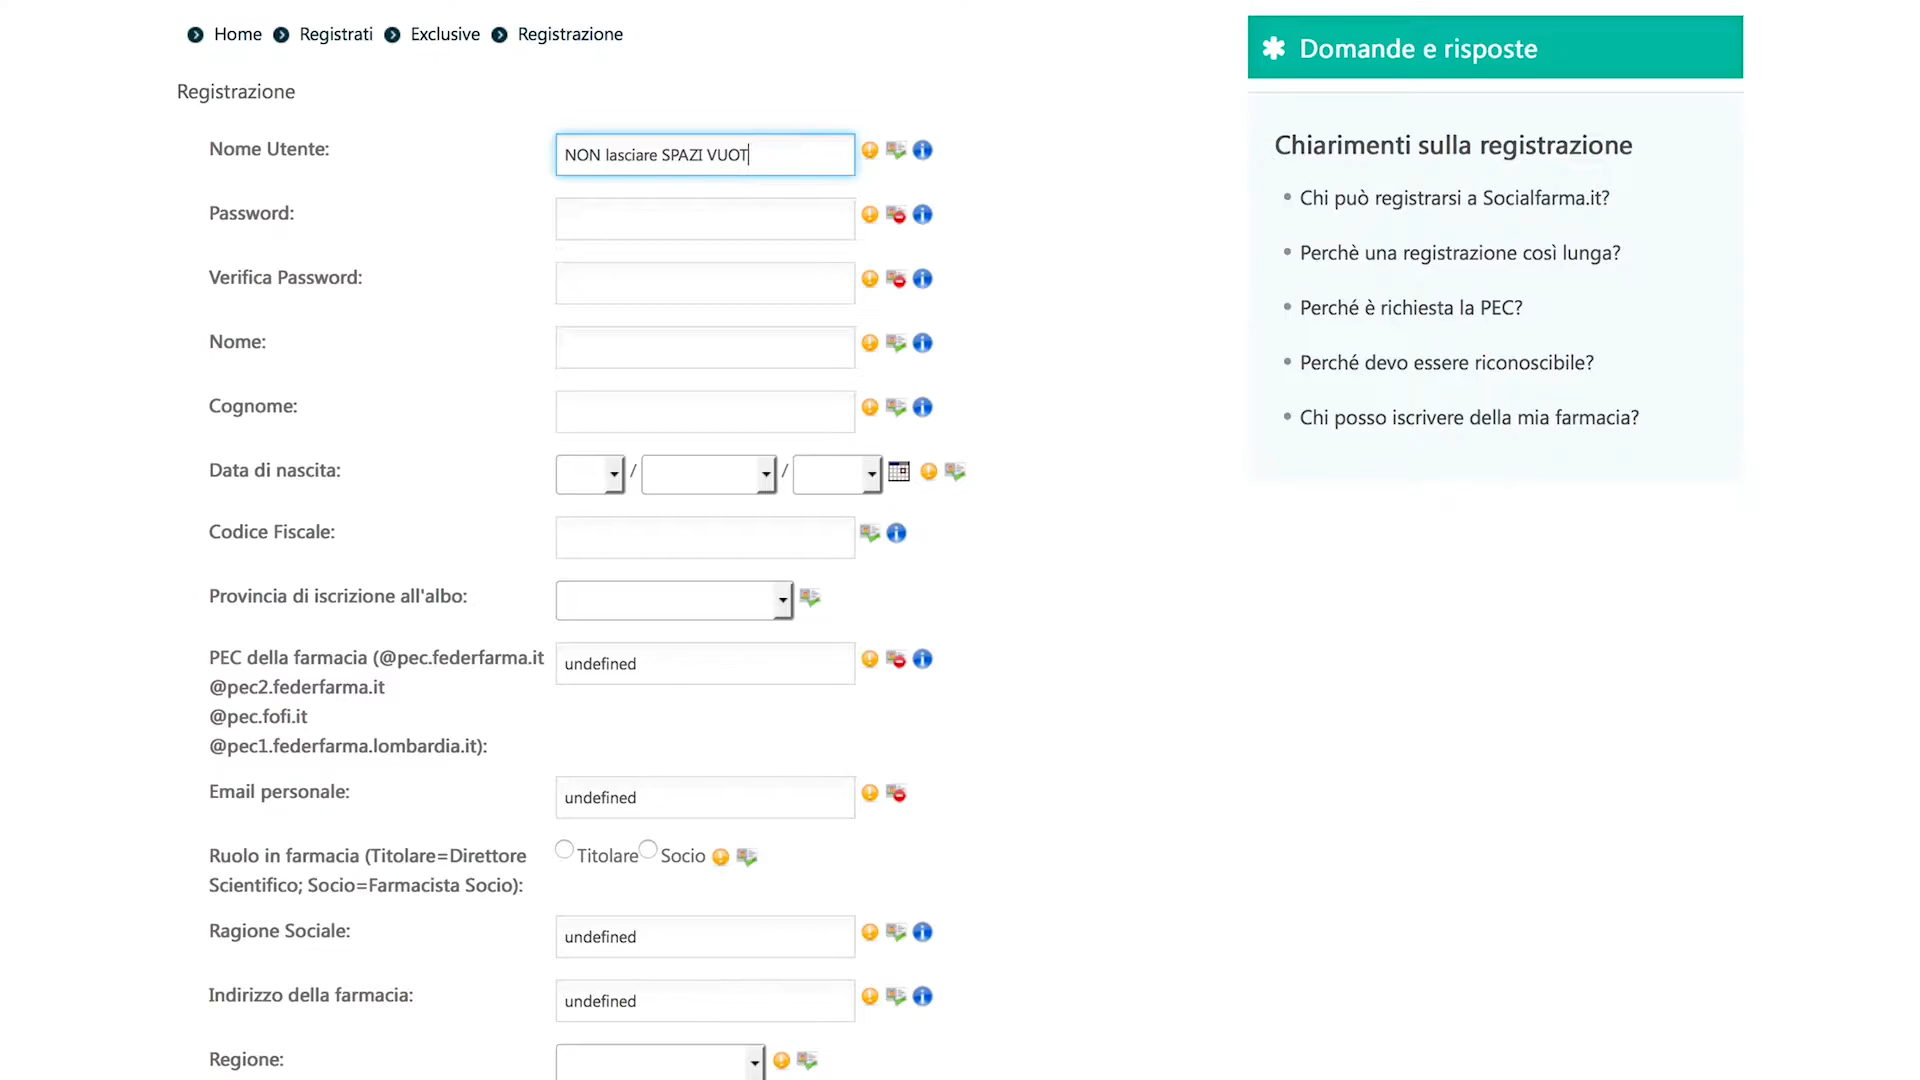 Home Registrati Exclusive Registrazione
Registrazione
Nome Utente: NON lasciare SPAZI VUOT
Password:
Verifica Password:
Nome:
Cognome:
Data di nascita: / /
Codice Fiscale:
Provincia di iscrizione all'albo:
PEC della farmacia (@pec.federfarma.it undefined
@pec2.federfarma.it
@pec.fofi.it
@pec1.federfarma.lombardia.it):
Email personale: undefined
Ruolo in farmacia (Titolare=Direttore Titolare Socio
Scientifico; Socio=Farmacista Socio):
Ragione Sociale: undefined
Indirizzo della farmacia: undefined
Regione:
Domande e risposte
Chiarimenti sulla registrazione
• Chi può registrarsi a Socialfarma.it?
• Perchè una registrazione così lunga?
• Perché è richiesta la PEC?
• Perché devo essere riconoscibile?
• Chi posso iscrivere della mia farmacia?